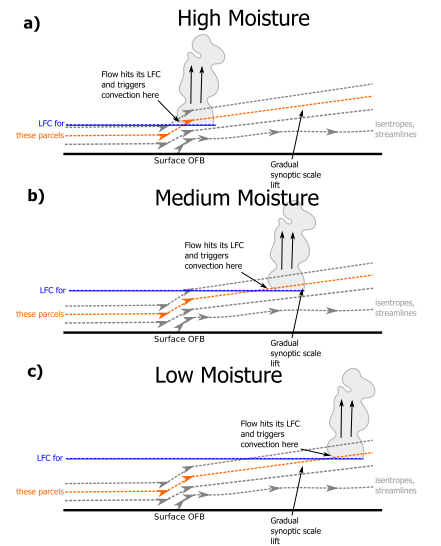 a)
High Moisture
Flow hits its LFC
and triggers
convection here
LFC for
these parcels
isentropes,
streamlines
Surface OFB
Gradual
synoptic scale
lift
b)
Medium Moisture
Flow hits its LFC
and triggers
convection here
LFC for
these parcels
isentropes,
streamlines
Surface OFB
Gradual
synoptic scale
lift
c)
Low Moisture
Flow hits its LFC
and triggers
convection here
LFC for
these parcels
isentropes,
streamlines
Surface OFB
Gradual
synoptic scale
lift